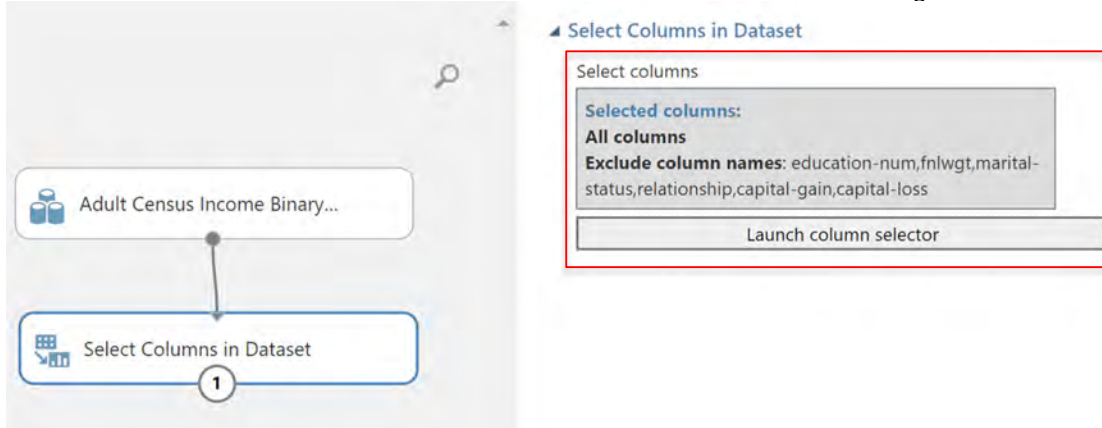 Select Columns in Dataset
Select columns
Selected columns:
All columns
Exclude column names: education-num,fnlwgt,marital-
status,relationship,capital-gain,capital-loss
Launch column selector
Adult Census Income Binary...
Select Columns in Dataset
1